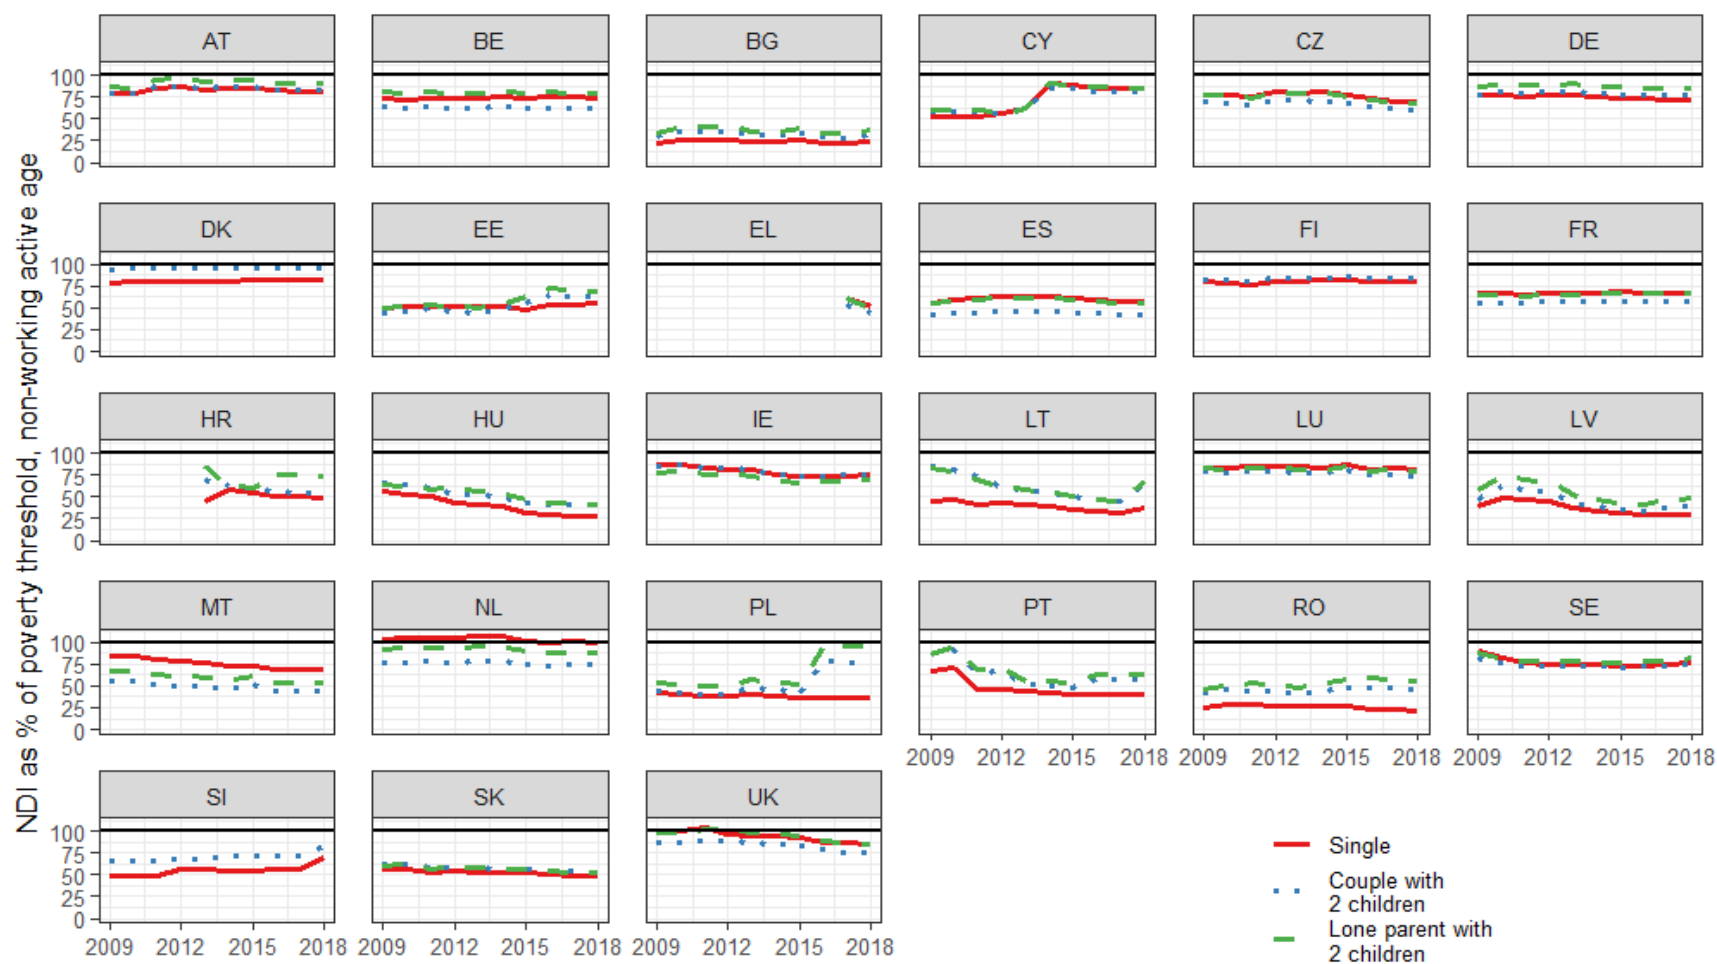 NDI as % of poverty threshold, non-working active age
AT BE BG CY CZ DE
100
75
50
25
0
DK EE EL ES FI FR
100
75
50
25
0
HR HU IE LT LU LV
100
75
50
25
0
MT NL PL PT RO SE
100
75
50
25
0
2009 2012 2015 2018 2009 2012 2015 2018 2009 2012 2015 2018
SI SK UK
100
75
50
25
0
2009 2012 2015 2018 2009 2012 2015 2018 2009 2012 2015 2018
Single
Couple with
2 children
Lone parent with
2 children